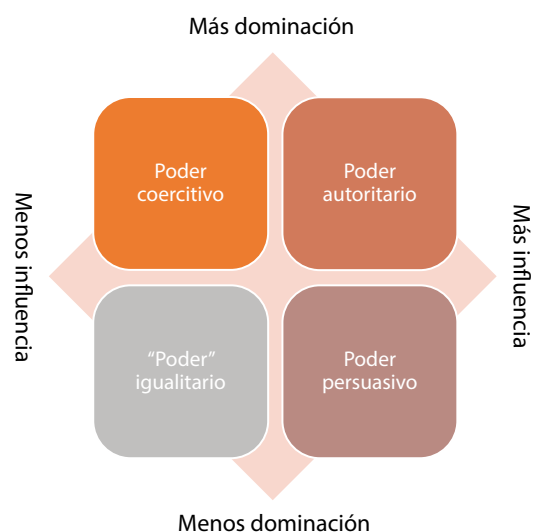 Más dominación
Poder
coercitivo
Poder
autoritario
Menos influencia
Más influencia
“Poder”
igualitario
Poder
persuasivo
Menos dominación